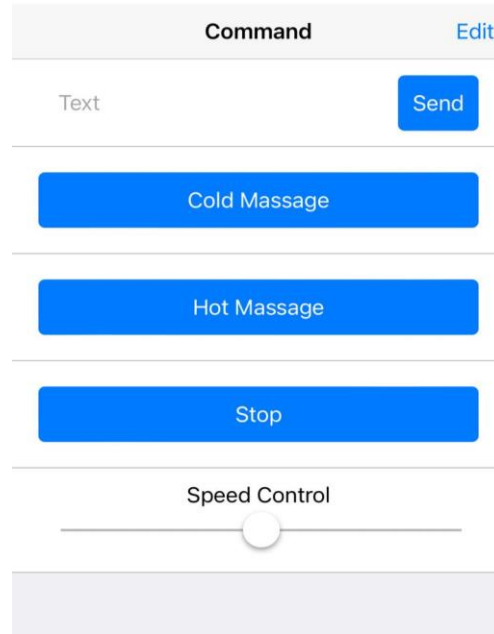 Command Edit
Text Send
Cold Massage
Hot Massage
Stop
Speed Control